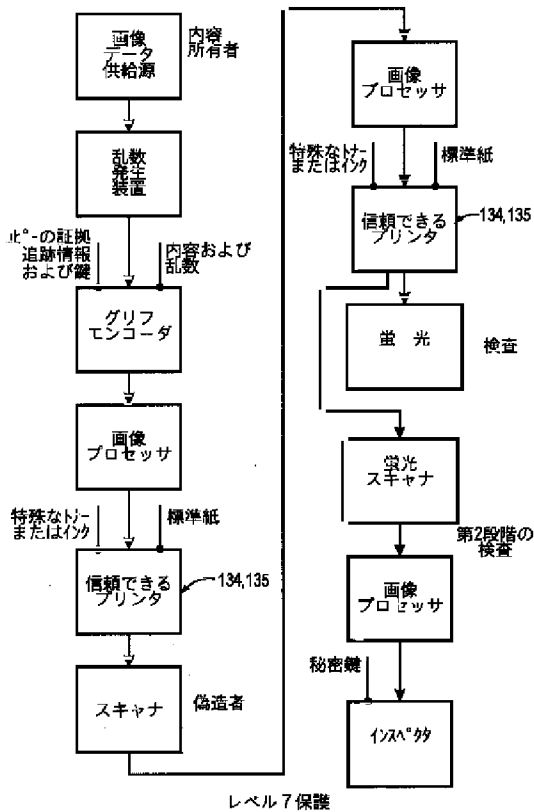 画像
データ
供給源
内容
所有者
乱数
発生
装置
ｺﾋﾟｰの証拠
追跡情報
および鍵
内容および
乱数
グリフ
エンコーダ
画像
プロセッサ
特殊なﾄﾅｰ
またはｲﾝｸ
標準紙
信頼できる
プリンタ
134,135
スキャナ
偽造者
画像
プロセッサ
特殊なﾄﾅｰ
またはｲﾝｸ
標準紙
信頼できる
プリンタ
134,135
蛍 光
検査
蛍光
スキャナ
第2段階の
検査
画像
プロセッサ
秘密鍵
ｲﾝｽﾍﾟｸﾀ
レベル7保護